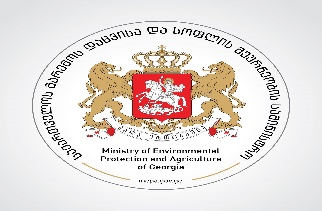 საქართველოს გარემოს დაცვისა და სოფლის მეურნეობის სამინისტრო
Ministry of Environmental
Protection and Agriculture
of Georgia